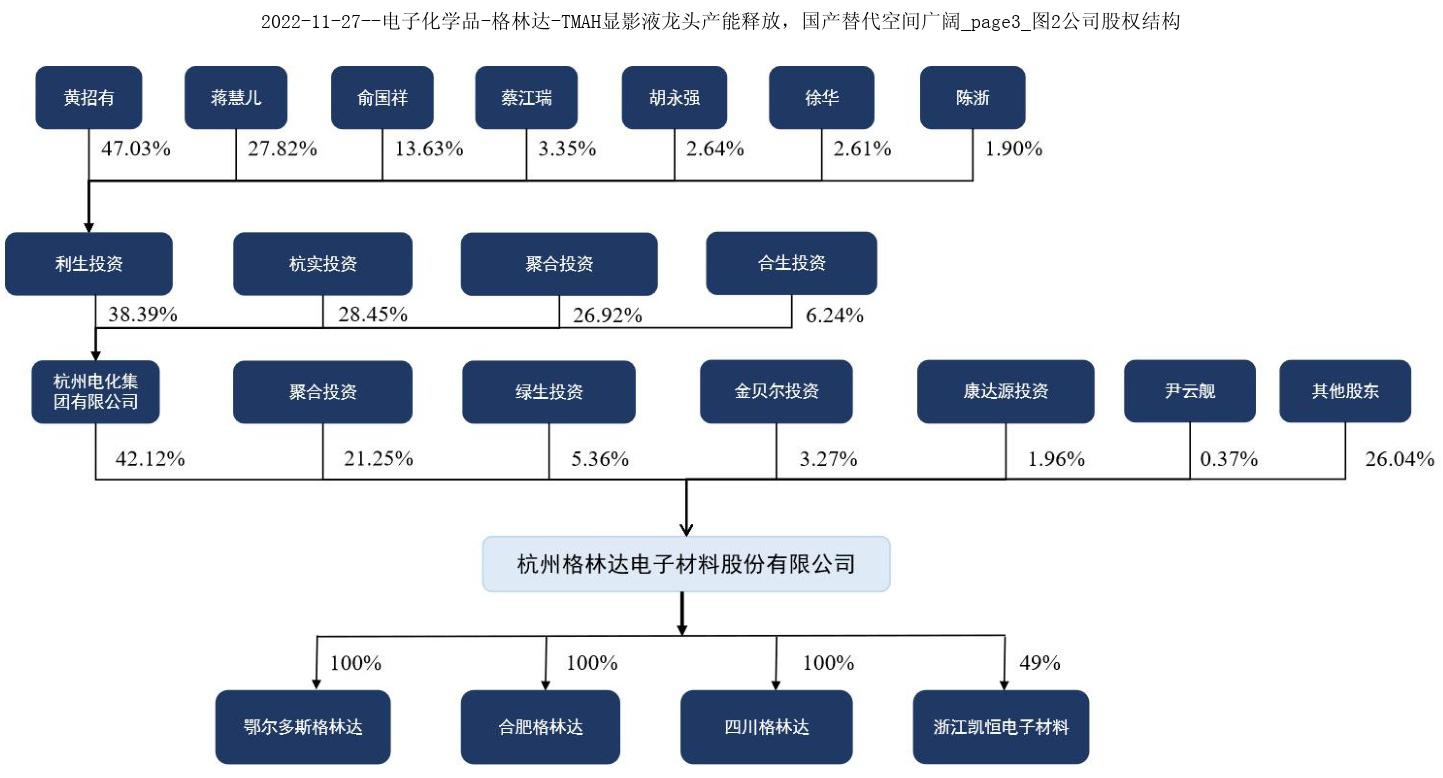 2022-11-27--电子化学品-格林达-TMAH显影液龙头产能释放，国产替代空间广阔_page3_图2公司股权结构
黄招有
蒋慧儿
俞国祥
蔡江瑞
胡永强
徐华
陈浙
47.03%
27.82%
13.63%
3.35%
2.64%
2.61%
1.90%
利生投资
杭实投资
聚合投资
合生投资
38.39%
28.45%
26.92%
6.24%
杭州电化集
团有限公司
聚合投资
绿生投资
金贝尔投资
康达源投资
尹云舰
其他股东
42.12%
21.25%
5.36%
3.27%
1.96%
0.37%
26.04%
杭州格林达电子材料股份有限公司
100%
100%
100%
49%
鄂尔多斯格林达
合肥格林达
四川格林达
浙江凯恒电子材料